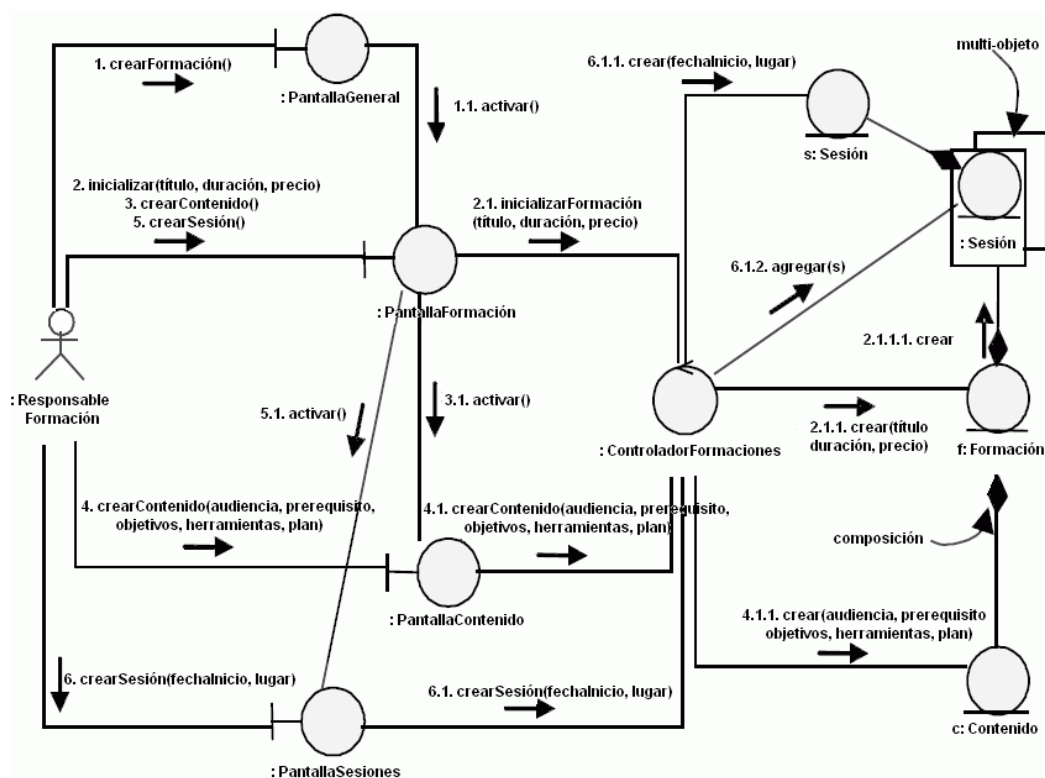 multi-objeto
6.1.1. crear(fechaInicio, lugar)
1. crearFormación()
: PantallaGeneral
1.1. activar()
s: Sesión
2. inicializar(título, duración, precio)
3. crearContenido()
5. crearSesión()
2.1. inicializarFormación
(título, duración, precio)
: Sesión
6.1.2. agregar(s)
: PantallaFormación
2.1.1.1. crear
: Responsable
Formación
5.1. activar()
3.1. activar()
: ControladorFormaciones
2.1.1. crear(título
duración, precio)
f: Formación
4. crearContenido(audiencia, prerequisito,
objetivos, herramientas, plan)
4.1. crearContenido(audiencia, prerequisito,
objetivos, herramientas, plan)
composición
: PantallaContenido
4.1.1. crear(audiencia, prerequisito
objetivos, herramientas, plan)
6. crearSesión(fechaInicio, lugar)
6.1. crearSesión(fechaInicio, lugar)
c: Contenido
: PantallaSesiones